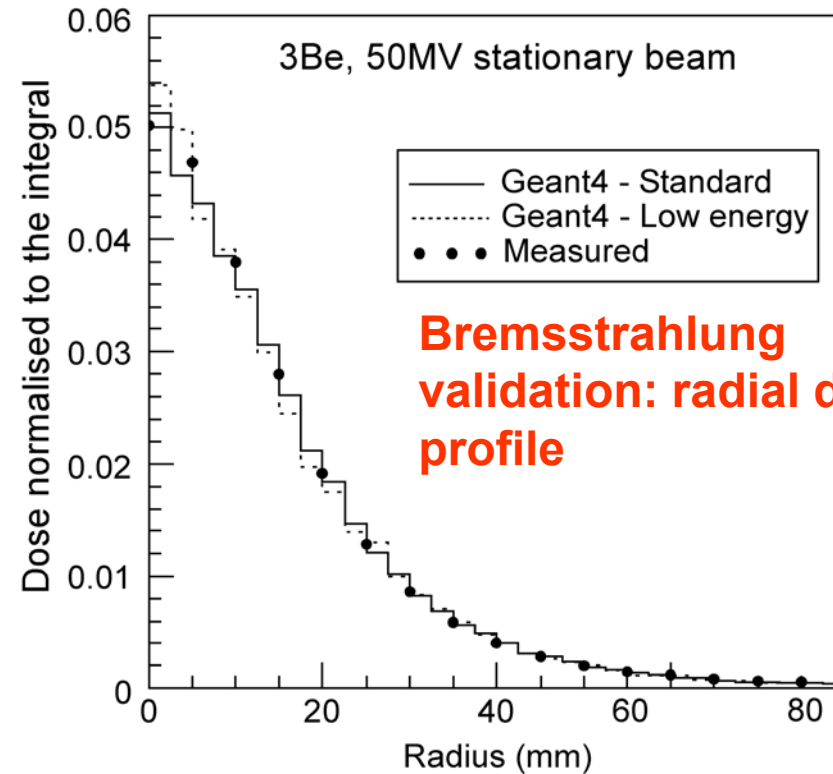 0.06
3Be, 50MV stationary beam
Dose normalised to the integral
0.05
Geant4 - Standard
Geant4 - Low energy
Measured
0.04
Bremsstrahlung
0.03
validation: radial d
profile
0.02
0.01
0
0 20 40 60 80
Radius (mm)